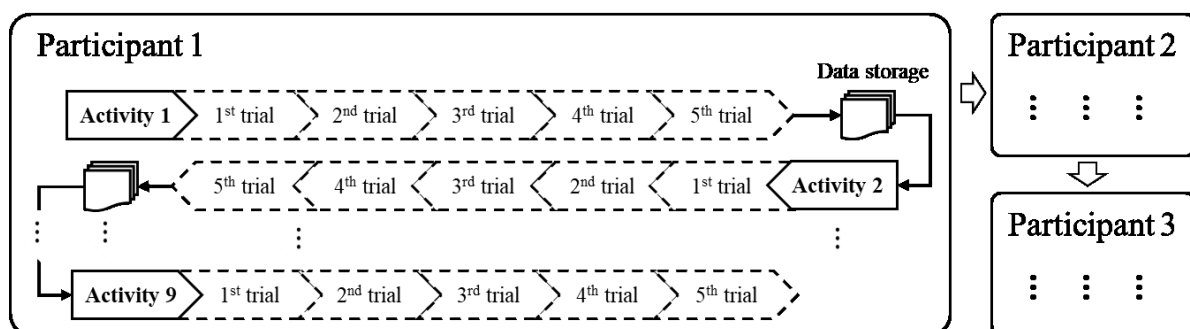 Participant 1
Data storage
Activity 1 1st trial 2nd trial 3rd trial 4th trial 5th trial
5th trial 4th trial 3rd trial 2nd trial 1st trial Activity 2
Activity 9 1st trial 2nd trial 3rd trial 4th trial 5th trial
Participant 2
Participant 3